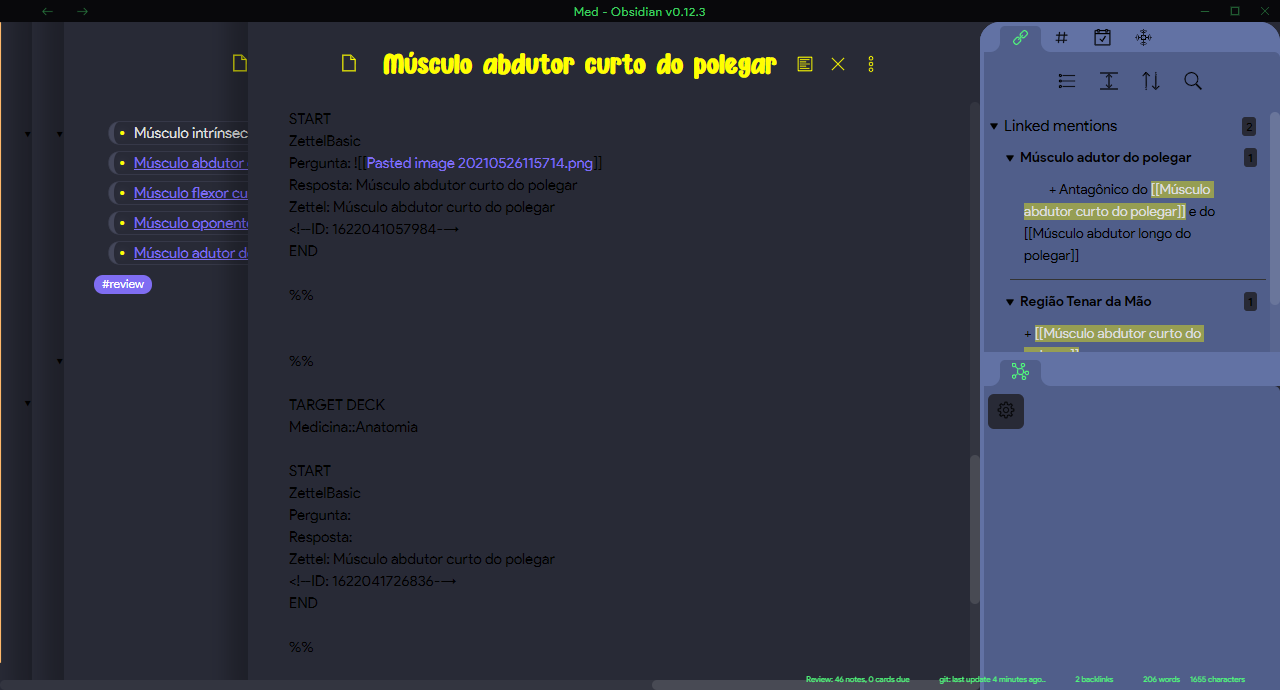 Med - Obsidian v0.12.3
Músculo intrínsec
Músculo abdutor
Músculo flexor cu
Músculo oponent
Músculo adutor d
#review
Músculo abdutor curto do polegar
START
ZettelBasic
Pergunta: ![[Pasted image 20210526115714.png]]
Resposta: Músculo abdutor curto do polegar
Zettel: Músculo abdutor curto do polegar
<!--ID: 1622041057984-->
END
%%
%%
TARGET DECK
Medicina::Anatomia
START
ZettelBasic
Pergunta:
Resposta:
Zettel: Músculo abdutor curto do polegar
<!--ID: 1622041726836-->
END
%%
Linked mentions 2
Músculo adutor do polegar 1
+ Antagônico do [[Músculo
abdutor curto do polegar]] e do
[[Músculo abdutor longo do
polegar]]
Região Tenar da Mão 1
+ [[Músculo abdutor curto do
Review: 46 notes, 0 cards due
git: last update 4 minutes ago..
2 backlinks
206 words
1655 characters